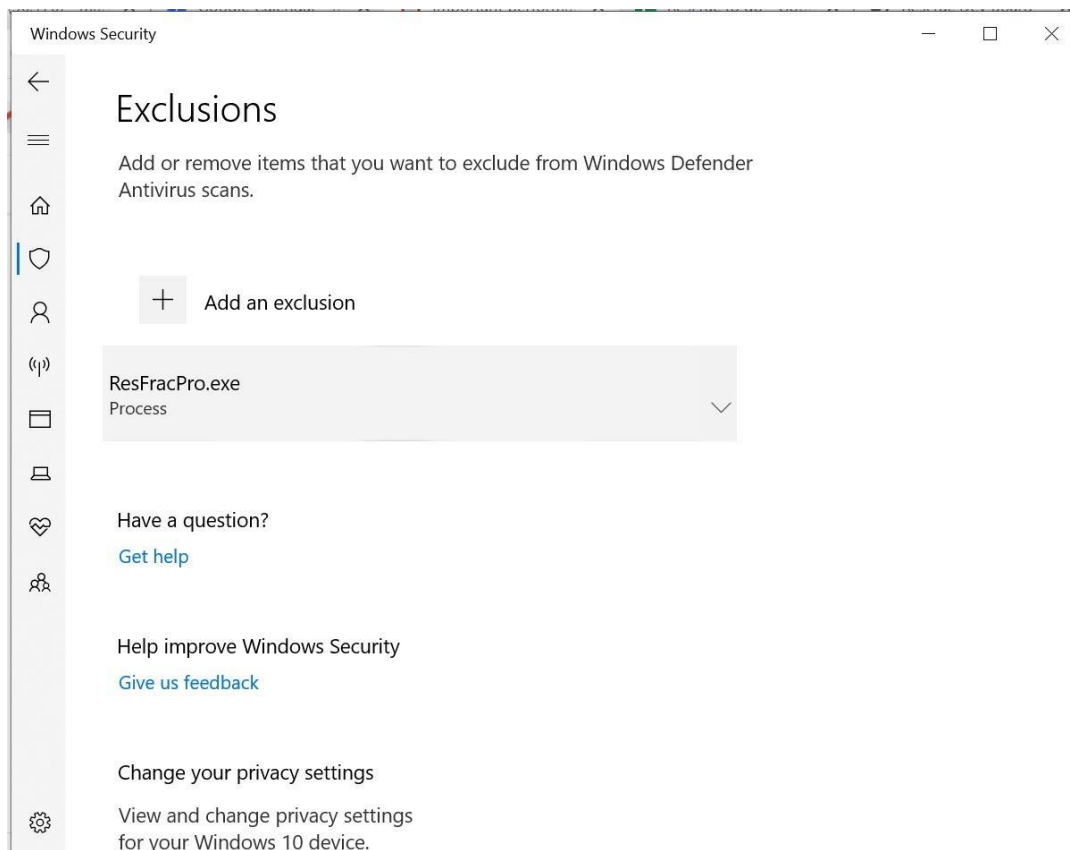 Windows Security
Exclusions
Add or remove items that you want to exclude from Windows Defender
Antivirus scans.
Add an exclusion
ResFracPro.exe
Process
Have a question?
Get help
Help improve Windows Security
Give us feedback
Change your privacy settings
View and change privacy settings
for your Windows 10 device.